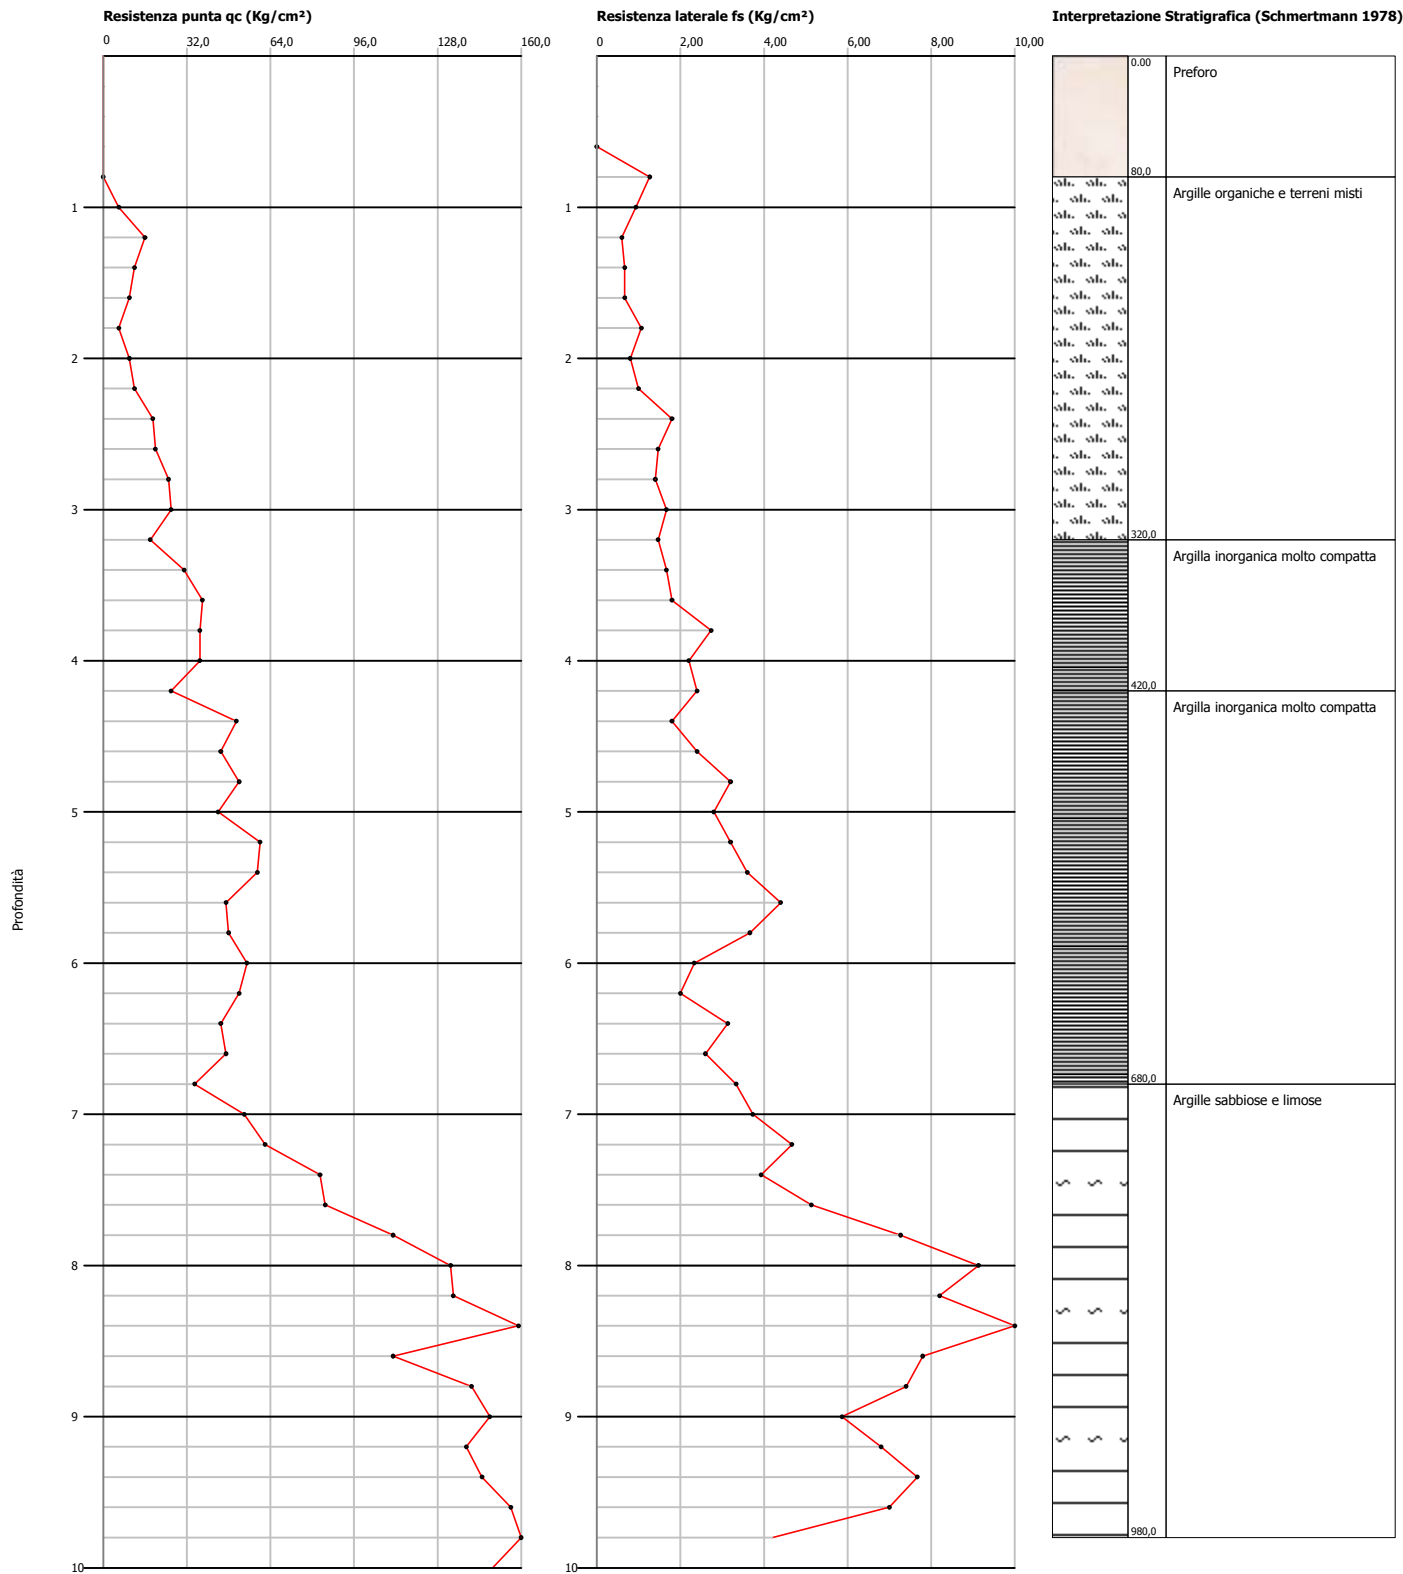 Resistenza punta qc (Kg/cm²)
0 32,0 64,0 96,0 128,0 160,0
Resistenza laterale fs (Kg/cm²)
0 2,00 4,00 6,00 8,00 10,00
Interpretazione Stratigrafica (Schmertmann 1978)
Profondità
1
2
3
4
5
6
7
8
9
10
1
2
3
4
5
6
7
8
9
10
0.00
Preforo
80,0
Argille organiche e terreni misti
320,0
Argilla inorganica molto compatta
420,0
Argilla inorganica molto compatta
680,0
Argille sabbiose e limose
980,0